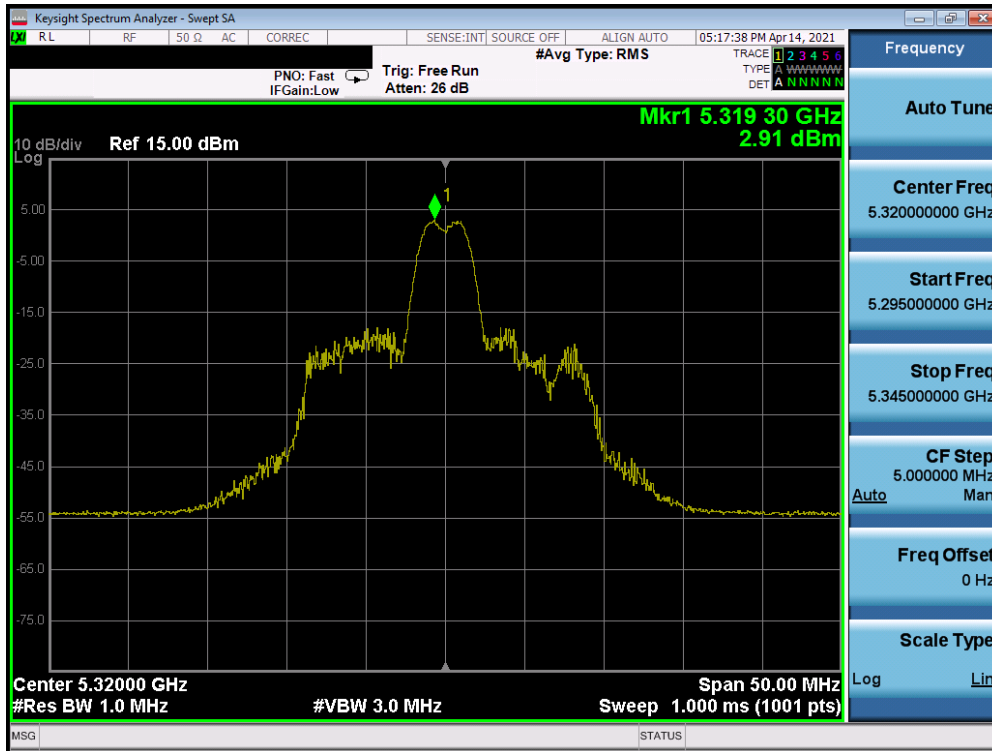 Keysight Spectrum Analyzer - Swept SA
LXI RL RF 50 Ω AC CORREC SENSE:INT SOURCE OFF ALIGN AUTO 05:17:38 PM Apr 14, 2021
#Avg Type: RMS
TRACE 1 2 3 4 5 6
TYPE A WWWWW
DET A N N N N N
PNO: Fast
IFGain:Low
Trig: Free Run
Atten: 26 dB
Mkr1 5.319 30 GHz
2.91 dBm
10 dB/div
Log
Ref 15.00 dBm
1
5.00
-5.00
-15.0
-25.0
-35.0
-45.0
-55.0
-65.0
-75.0
Center 5.32000 GHz
Span 50.00 MHz
#Res BW 1.0 MHz
#VBW 3.0 MHz
Sweep 1.000 ms (1001 pts)
MSG
STATUS
Frequency
Auto Tune
Center Freq
5.320000000 GHz
Start Freq
5.295000000 GHz
Stop Freq
5.345000000 GHz
CF Step
5.000000 MHz
Auto Man
Freq Offset
0 Hz
Scale Type
Log Lin